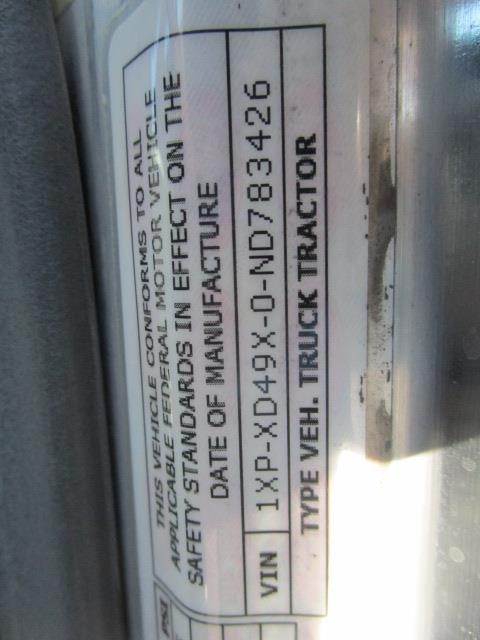 THIS VEHICLE CONFORMS TO ALL
APPLICABLE FEDERAL MOTOR VEHICLE
SAFETY STANDARDS IN EFFECT ON THE
DATE OF MANUFACTURE
VIN 1XP-XD49X-0-ND783426
TYPE VEH. TRUCK TRACTOR
PSI